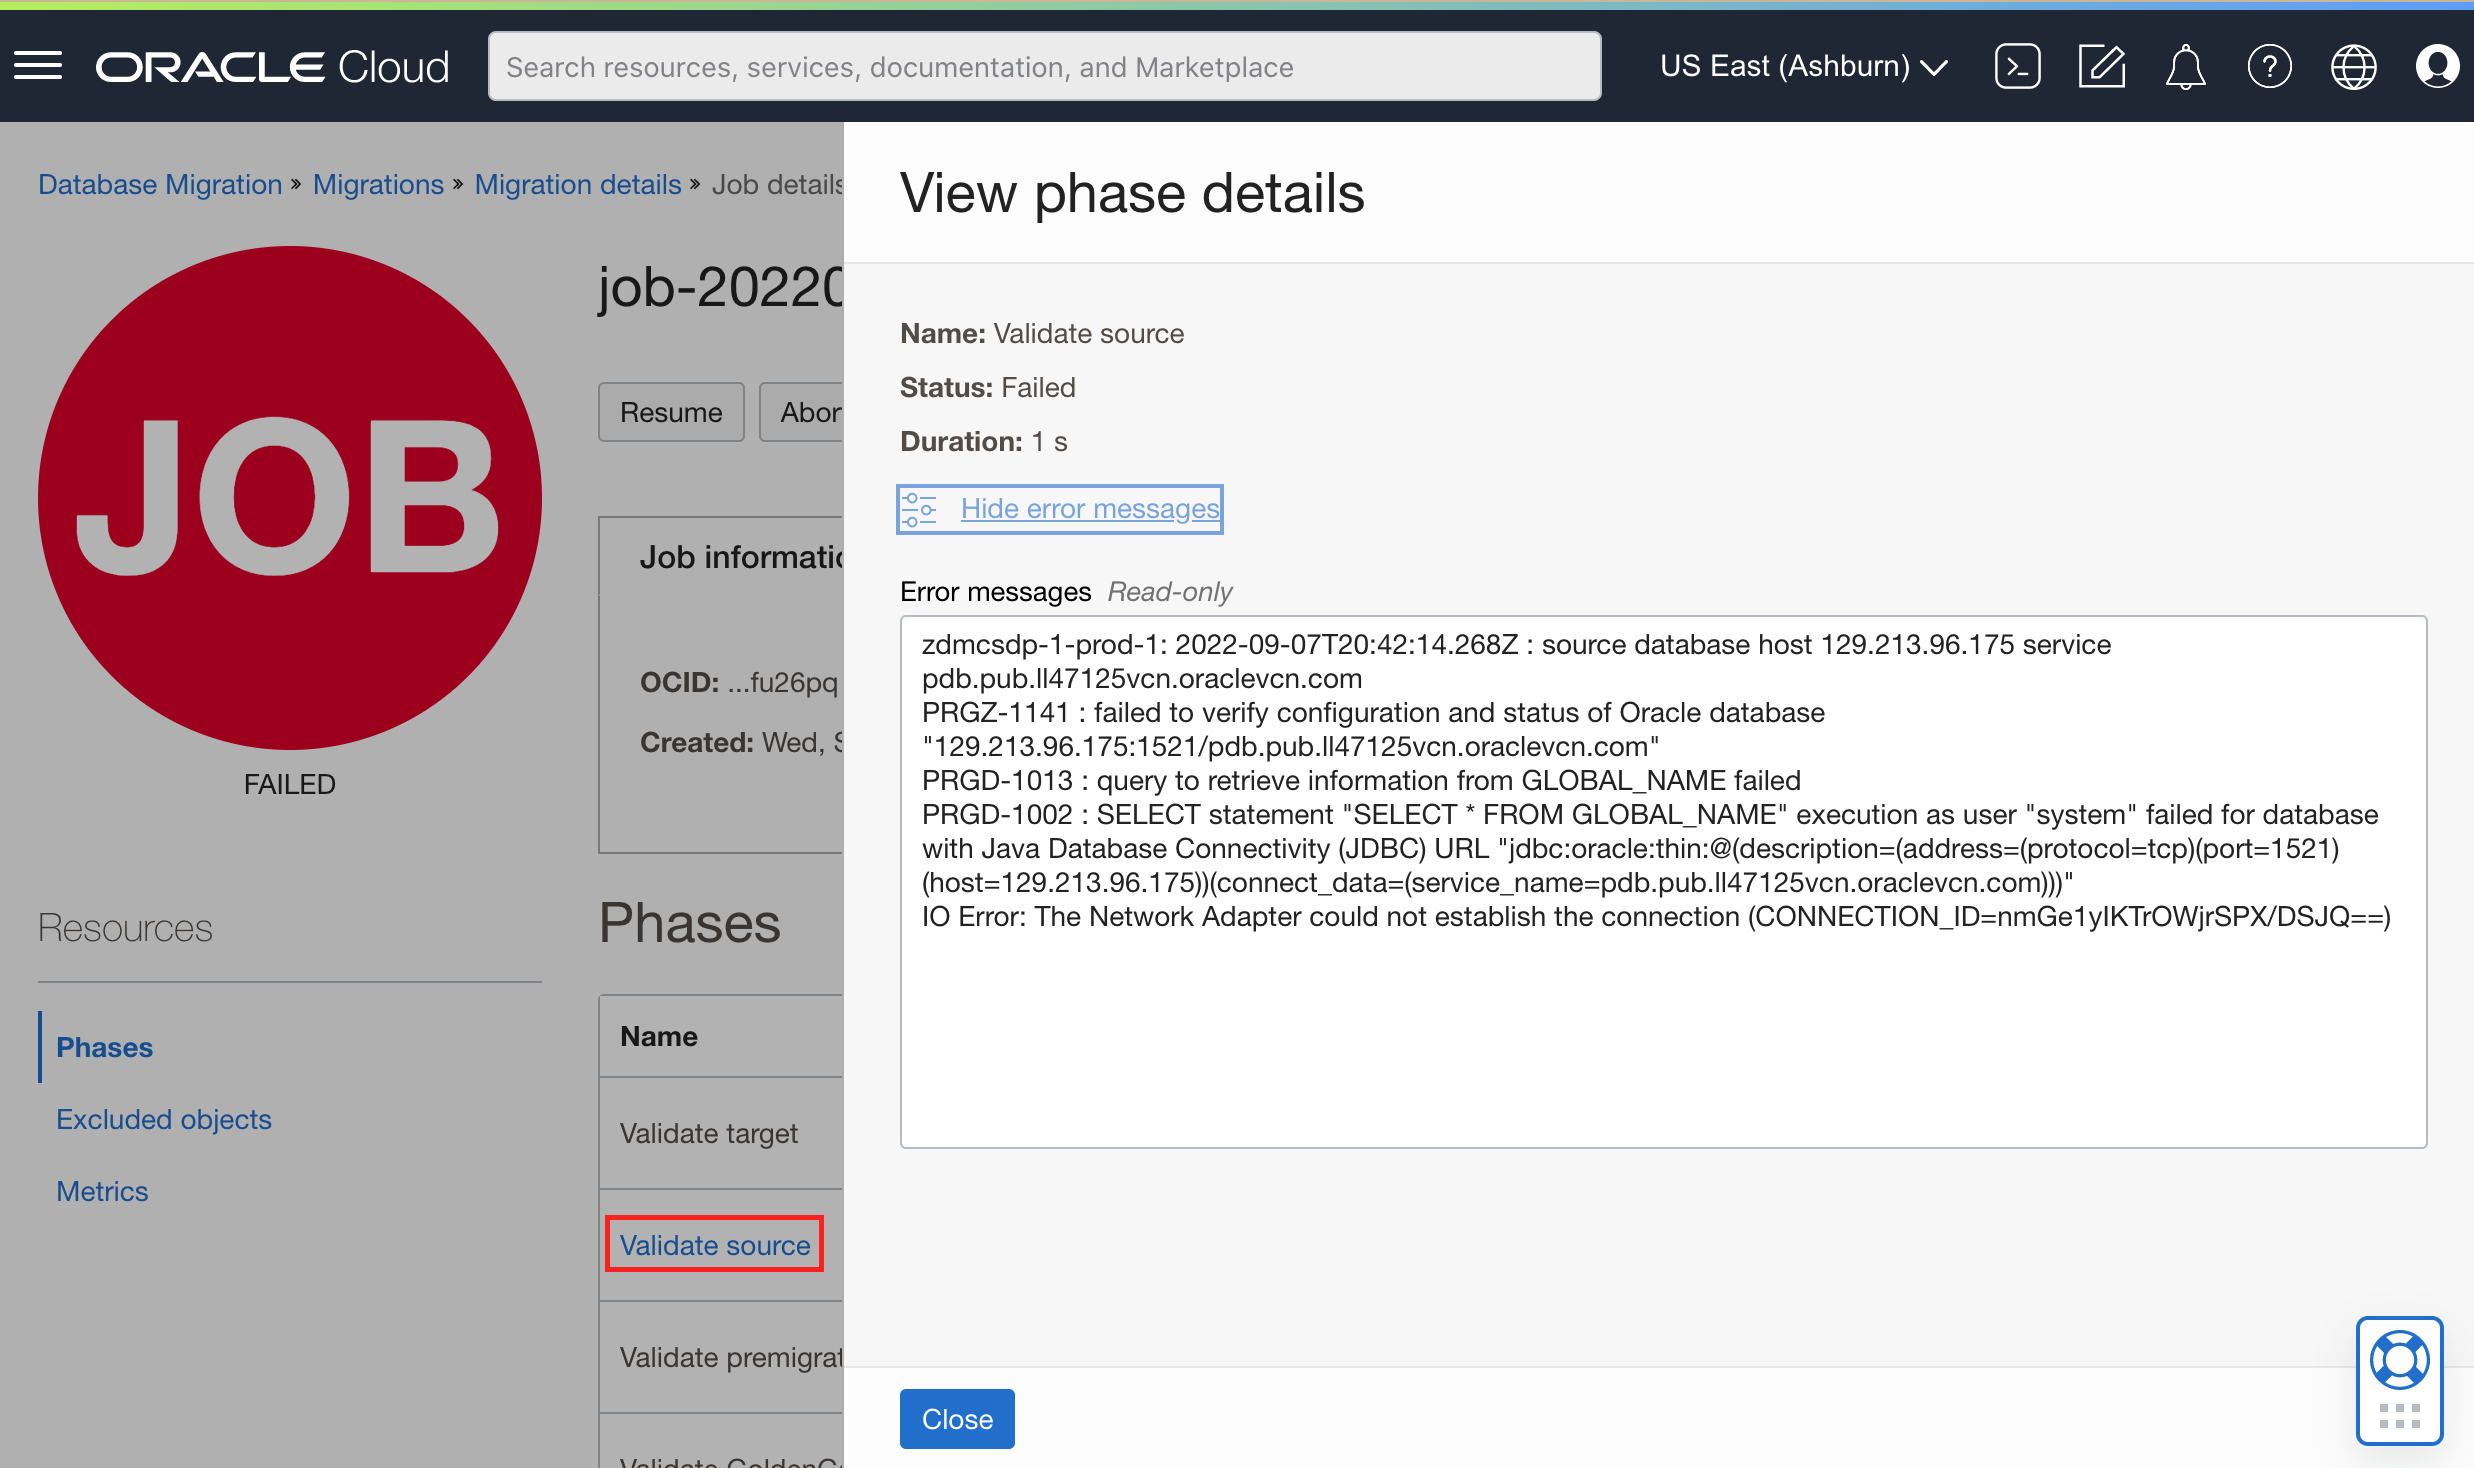 ORACLE Cloud
Search resources, services, documentation, and Marketplace
US East (Ashburn)
Database Migration » Migrations » Migration details » Job details
JOB
FAILED
job-20220
Resume
Abor
Job informatio
OCID: ...fu26pq
Created: Wed, S
Resources
Phases
Excluded objects
Metrics
Phases
Name
Validate target
Validate source
Validate premigrat
Validate GoldenG
View phase details
Name: Validate source
Status: Failed
Duration: 1 s
Hide error messages
Error messages Read-only
zdmcsdp-1-prod-1: 2022-09-07T20:42:14.268Z : source database host 129.213.96.175 service
pdb.pub.ll47125vcn.oraclevcn.com
PRGZ-1141 : failed to verify configuration and status of Oracle database
"129.213.96.175:1521/pdb.pub.ll47125vcn.oraclevcn.com"
PRGD-1013 : query to retrieve information from GLOBAL_NAME failed
PRGD-1002 : SELECT statement "SELECT * FROM GLOBAL_NAME" execution as user "system" failed for database
with Java Database Connectivity (JDBC) URL "jdbc:oracle:thin:@(description=(address=(protocol=tcp)(port=1521)
(host=129.213.96.175))(connect_data=(service_name=pdb.pub.ll47125vcn.oraclevcn.com)))"
IO Error: The Network Adapter could not establish the connection (CONNECTION_ID=nmGe1yIKTrOWjrSPX/DSJQ==)
Close